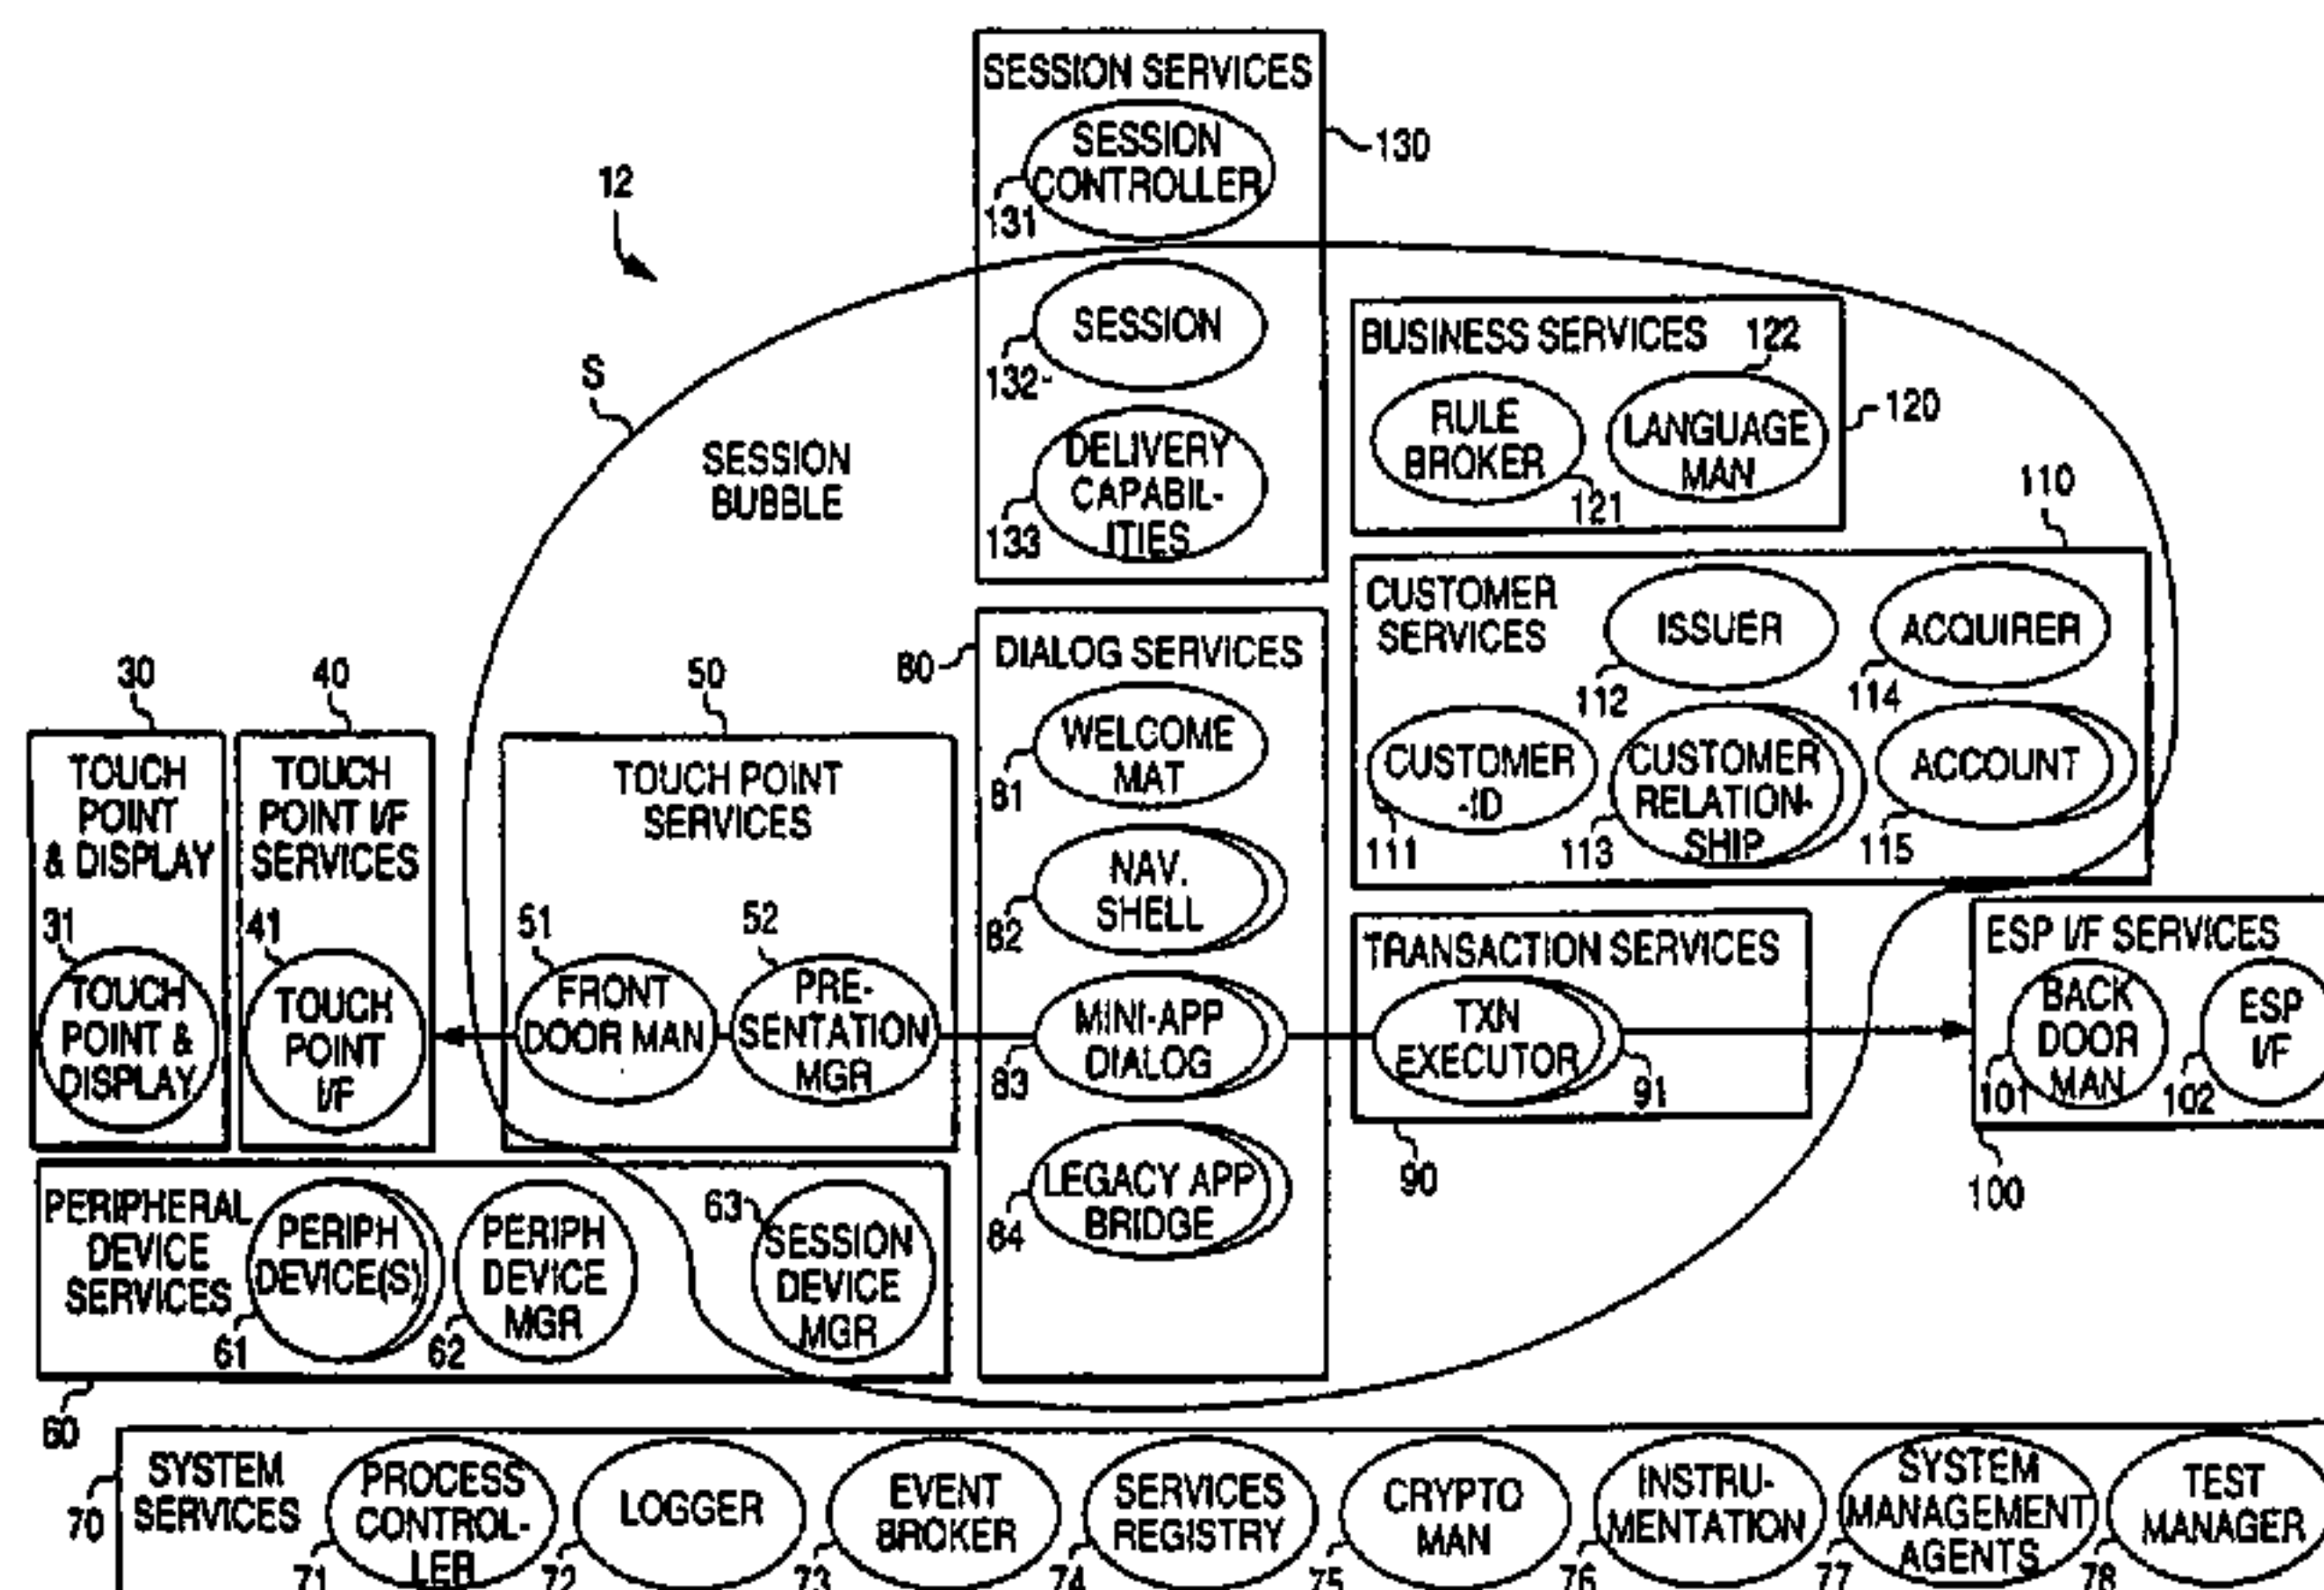 SESSION SERVICES
SESSION
CONTROLLER
131
130
12
SESSION
132
S
SESSION
BUBBLE
DELIVERY
CAPABIL-
ITIES
133
BUSINESS SERVICES
122
RULE
BROKER
121
LANGUAGE
MAN
120
110
CUSTOMER
SERVICES
ISSUER
112
ACQUIRER
114
CUSTOMER
-ID
111
CUSTOMER
RELATION-
SHIP
113
ACCOUNT
115
30
TOUCH
POINT
& DISPLAY
31
TOUCH
POINT &
DISPLAY
40
TOUCH
POINT I/F
SERVICES
41
TOUCH
POINT
I/F
50
TOUCH POINT
SERVICES
51
FRONT
DOOR MAN
52
PRE-
SENTATION
MGR
80
DIALOG SERVICES
WELCOME
MAT
81
NAV.
SHELL
82
MINI-APP
DIALOG
83
LEGACY APP
BRIDGE
84
TRANSACTION SERVICES
TXN
EXECUTOR
91
90
ESP I/F SERVICES
BACK
DOOR
MAN
101
ESP
I/F
102
100
PERIPHERAL
DEVICE
SERVICES
PERIPH
DEVICE(S)
61
PERIPH
DEVICE
MGR
62
63
SESSION
DEVICE
MGR
60
SYSTEM
SERVICES
70
PROCESS
CONTROL-
LER
71
LOGGER
72
EVENT
BROKER
73
SERVICES
REGISTRY
74
CRYPTO
MAN
75
INSTRU-
MENTATION
76
SYSTEM
MANAGEMENT
AGENTS
77
TEST
MANAGER
78